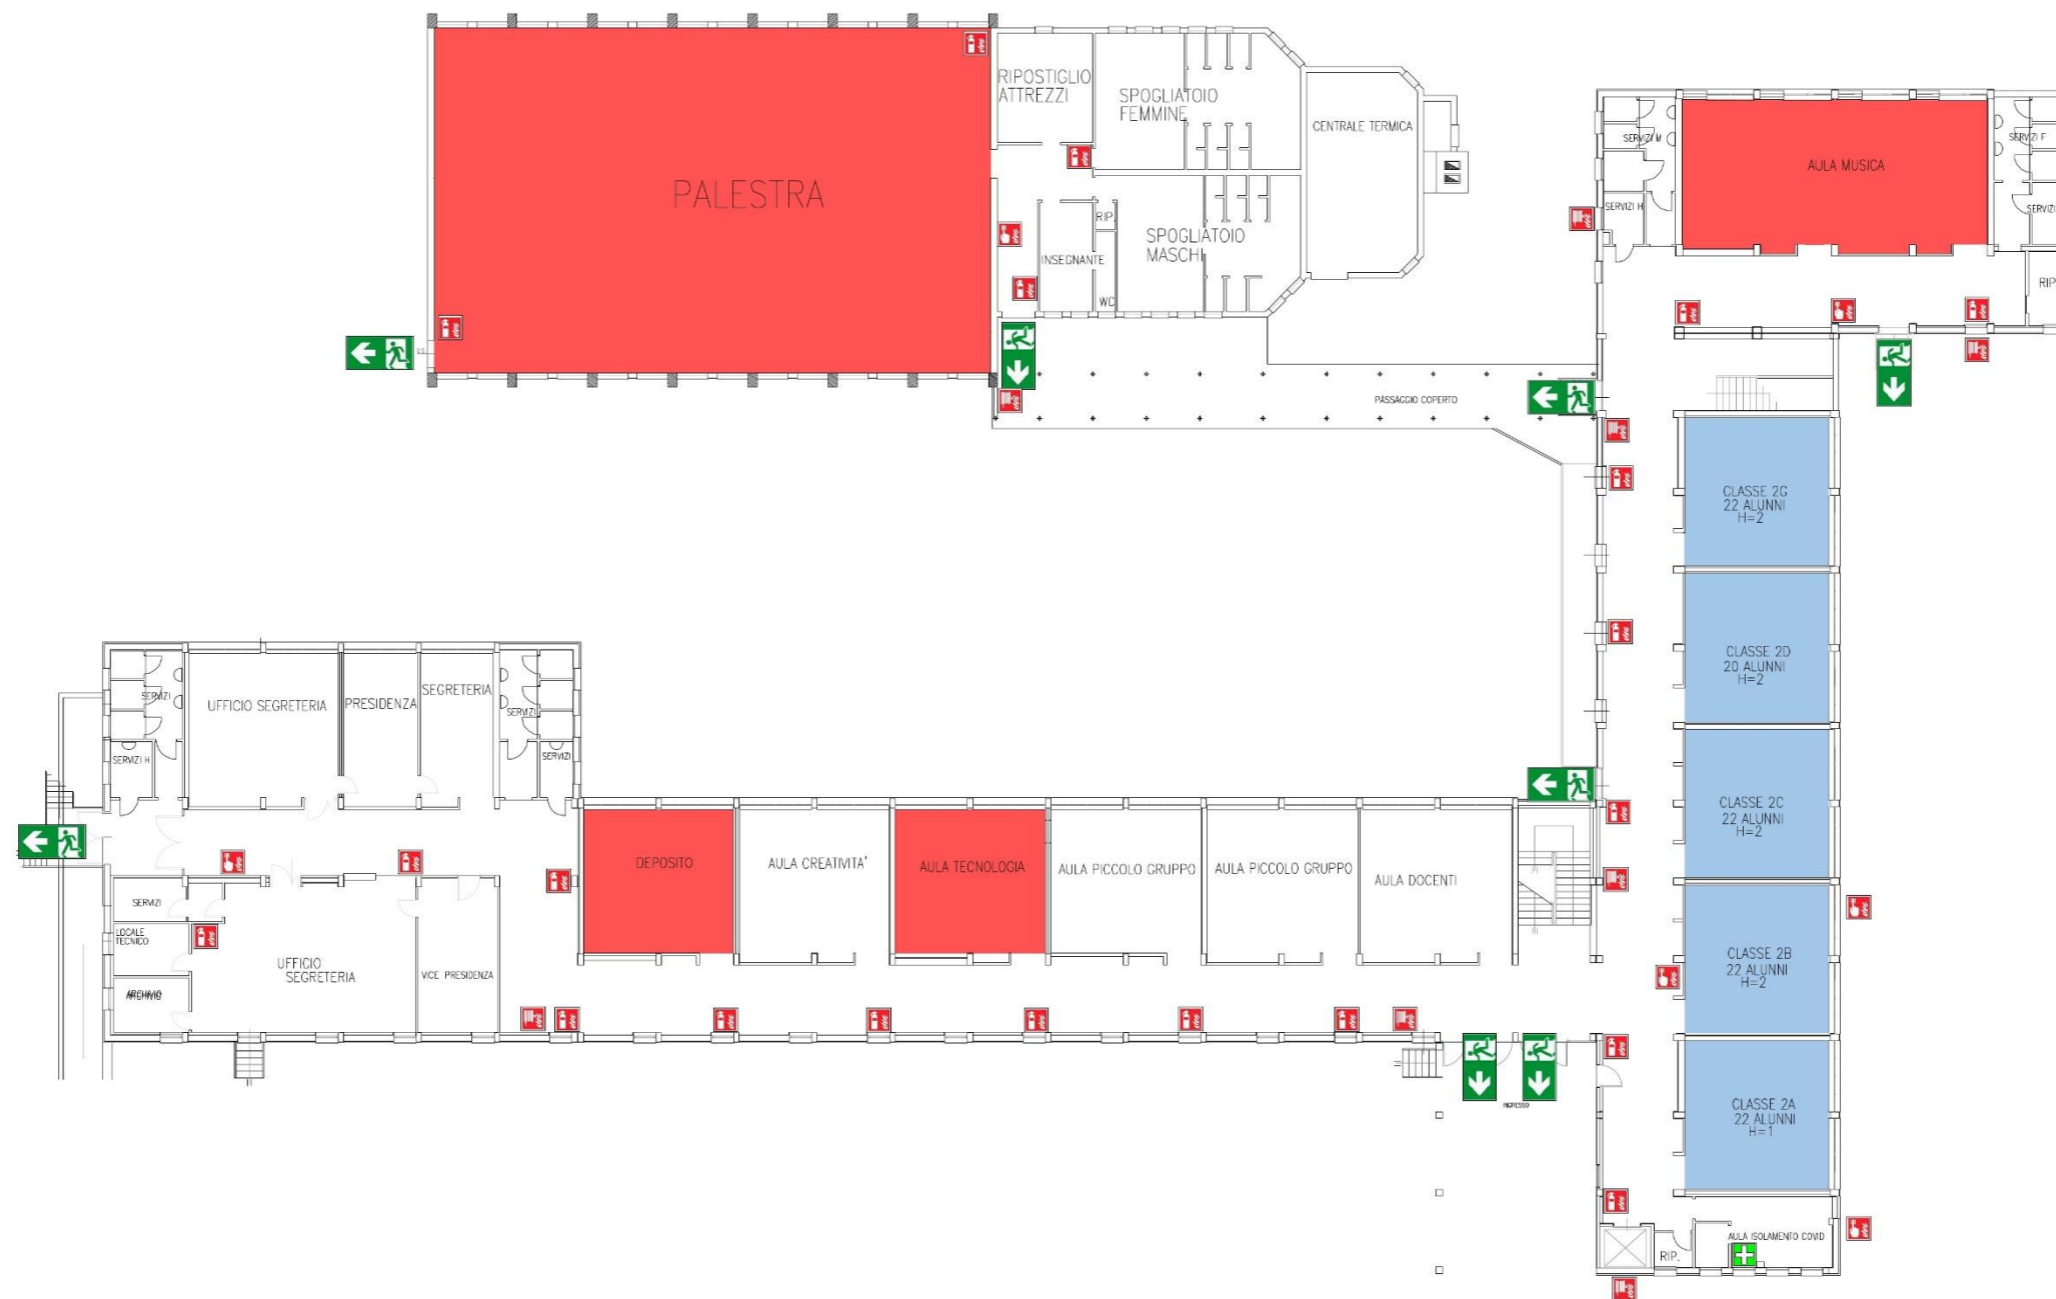 RIPOSTIGLIO
ATTREZZI
SPOGLIATOIO
FEMMINE
CENTRALE TERMICA
SERVIZI M
AULA MUSICA
SERVIZI F
PALESTRA
SERVIZI H
SERVIZI
RIP.
SPOGLIATOIO
MASCHI
INSEGNANTE
WC
RIP
U.S.
PASSAGGIO COPERTO
CLASSE 2G
22 ALUNNI
H=2
CLASSE 2D
20 ALUNNI
H=2
SERVIZI
UFFICIO SEGRETERIA
PRESIDENZA
SEGRETERIA
SERVIZI
SERVIZI H
SERVIZI
CLASSE 2C
22 ALUNNI
H=2
DEPOSITO
AULA CREATIVITA'
AULA TECNOLOGIA
AULA PICCOLO GRUPPO
AULA PICCOLO GRUPPO
AULA DOCENTI
SERVIZI
LOCALE
TECNICO
UFFICIO
SEGRETERIA
VICE PRESIDENZA
ARCHIVIO
CLASSE 2B
22 ALUNNI
H=2
INGRESSO
CLASSE 2A
22 ALUNNI
H=1
AULA ISOLAMENTO COVID
RIP.